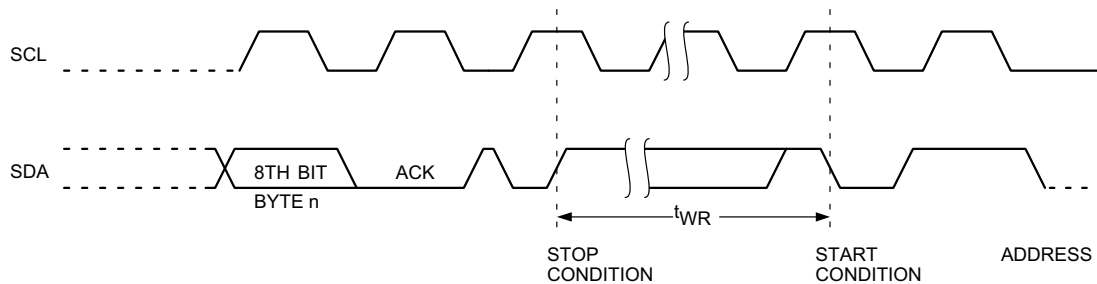 SCL
SDA
8TH BIT
ACK
BYTE n
tWR
STOP
CONDITION
START
CONDITION
ADDRESS